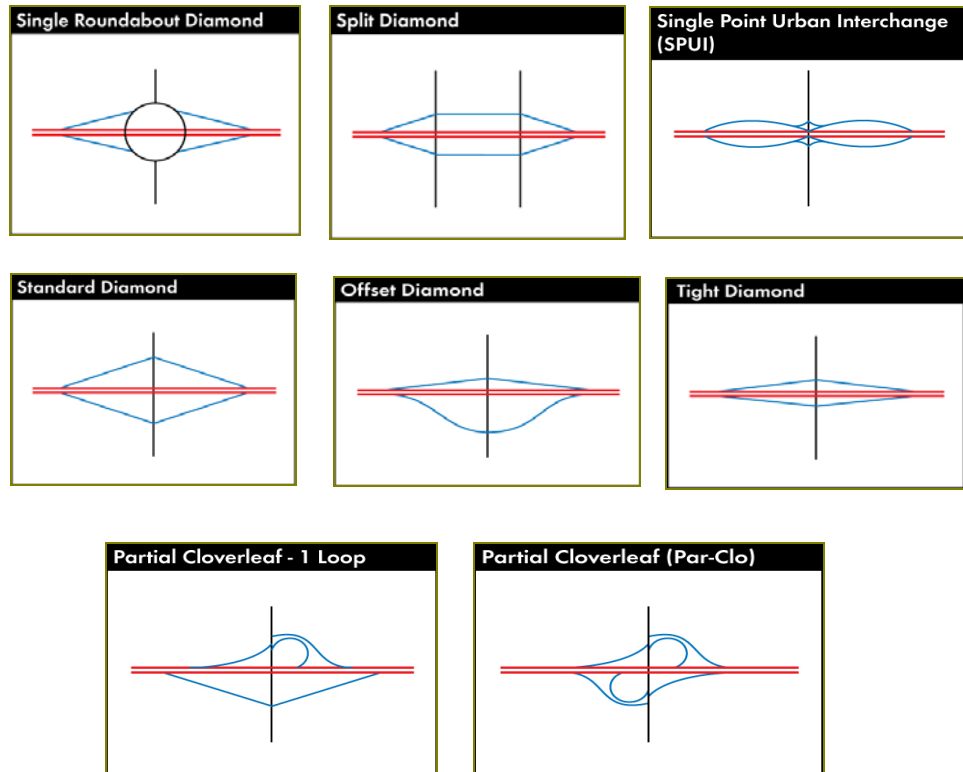 Single Roundabout Diamond
Split Diamond
Single Point Urban Interchange
(SPUI)
Standard Diamond
Offset Diamond
Tight Diamond
Partial Cloverleaf - 1 Loop
Partial Cloverleaf (Par-Clo)